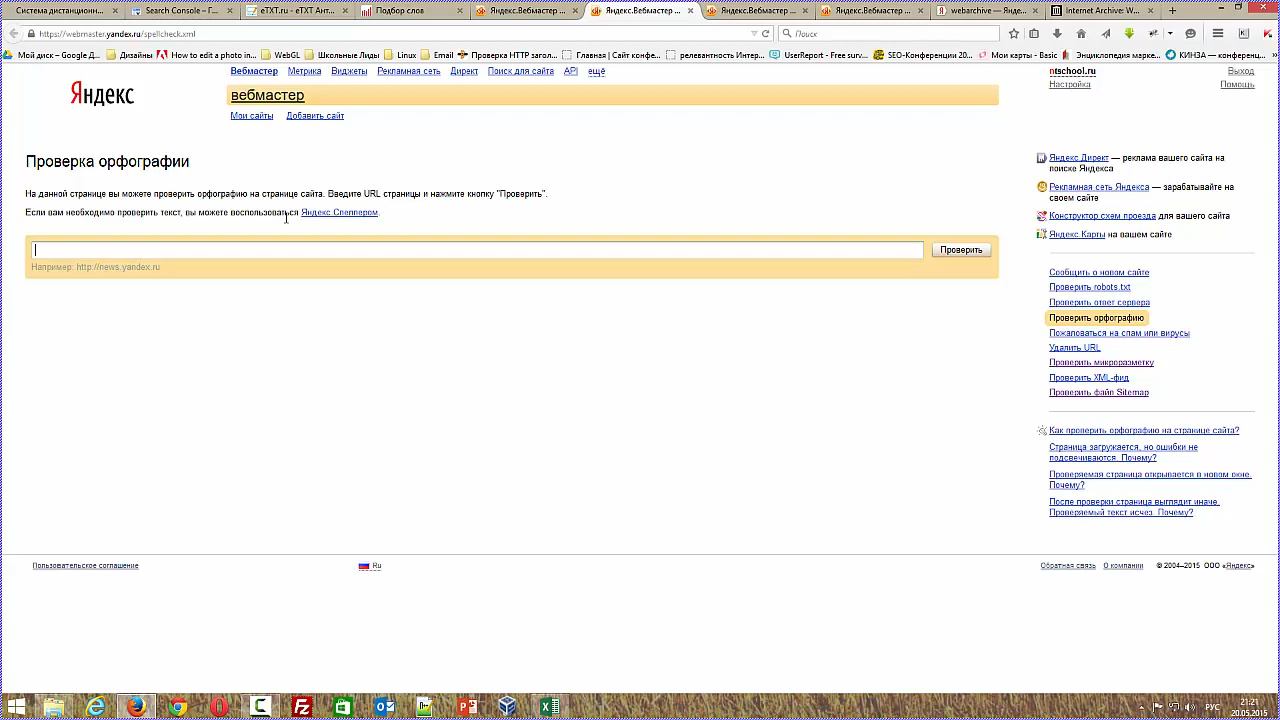 Система дистанционн...
Search Console – Г...
eTXT.ru - eTXT Ант...
Подбор слов
Яндекс.Вебмастер ...
Яндекс.Вебмастер ...
Яндекс.Вебмастер ...
Яндекс.Вебмастер ...
webarchive — Яндe...
Internet Archive: W...
https://webmaster.yandex.ru/spellcheck.xml
Поиск
Мой диск – Google Д...
Дизайны
How to edit a photo in...
WebGL
Школьные Лиды
Linux
Email
Проверка HTTP загол...
Главная | Сайт конфе...
релевантность Интер...
UserReport - Free surv...
SEO-Конференции 20...
Мои карты - Basic
Энциклопедия марке...
КИНЗА — конференц...
Вебмастер Метрика Виджеты Рекламная сеть Директ Поиск для сайта API ещё
ntschool.ru
Выход
Настройка
Помощь
Яндекс
вебмастер
Мои сайты Добавить сайт
Проверка орфографии
На данной странице вы можете проверить орфографию на странице сайта. Введите URL страницы и нажмите кнопку "Проверить".
Если вам необходимо проверить текст, вы можете воспользоваться Яндекс.Спеллером.
Проверить
Например: http://news.yandex.ru
Яндекс.Директ — реклама вашего сайта на
поиске Яндекса
Рекламная сеть Яндекса — зарабатывайте на
своем сайте
Конструктор схем проезда для вашего сайта
Яндекс.Карты на вашем сайте
Сообщить о новом сайте
Проверить robots.txt
Проверить ответ сервера
Проверить орфографию
Пожаловаться на спам или вирусы
Удалить URL
Проверить микроразметку
Проверить XML-фид
Проверить файл Sitemap
Как проверить орфографию на странице сайта?
Страница загружается, но ошибки не
подсвечиваются. Почему?
Проверяемая страница открывается в новом окне.
Почему?
После проверки страница выглядит иначе.
Проверяемый текст исчез. Почему?
Пользовательское соглашение
Ru
Обратная связь О компании © 2004–2015 ООО «Яндекс»
РУС
21:21
20.05.2015